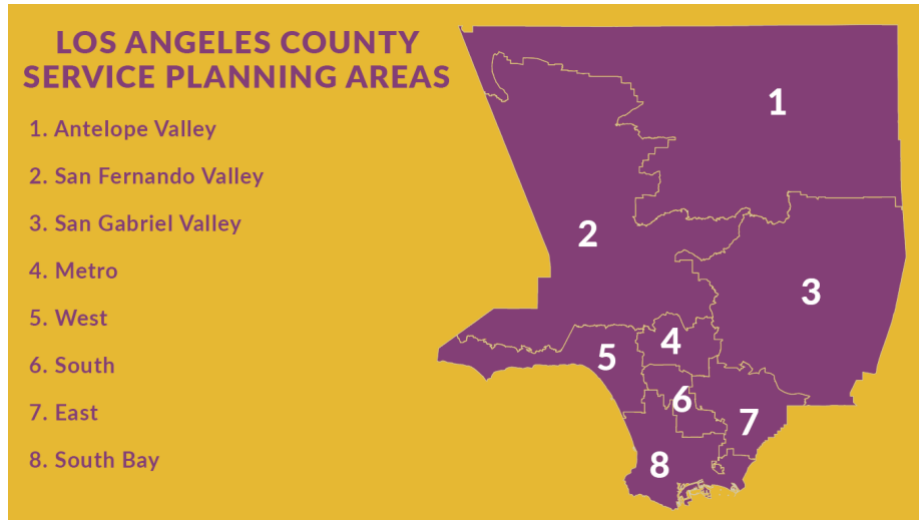 LOS ANGELES COUNTY
SERVICE PLANNING AREAS
1. Antelope Valley
2. San Fernando Valley
3. San Gabriel Valley
4. Metro
5. West
6. South
7. East
8. South Bay
1
2
3
4
5
6
7
8